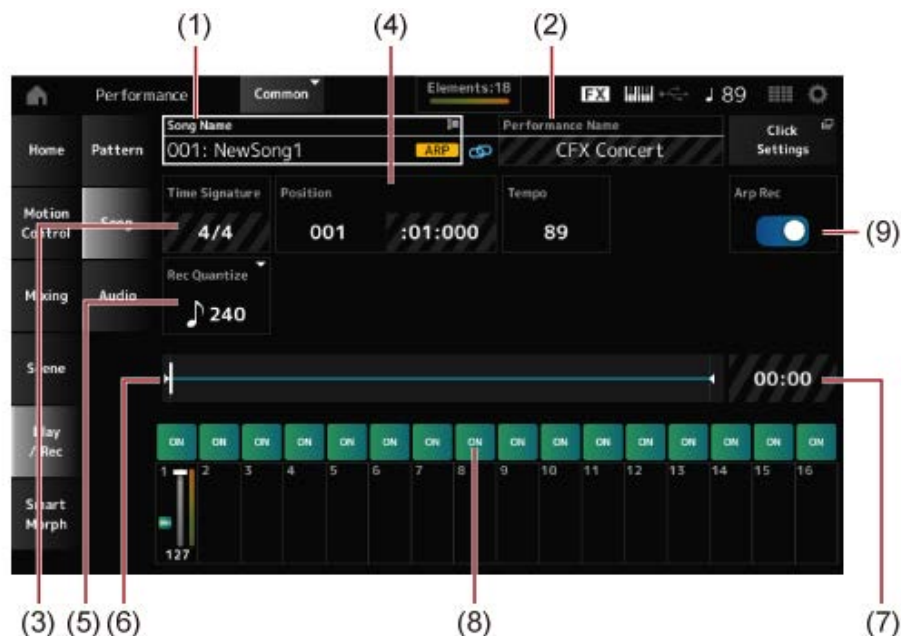 (1) (4) (2)
Performance Common Elements:18 FX 89
Home Pattern Song Name Performance Name Click Settings
001: NewSong1 ARP CFX Concert
Motion Control Song Time Signature Position Tempo Arp Rec
4/4 001 :01:000 89 (9)
Mixing Audio Rec Quantize
240
Scene 00:00
Play / Rec ON ON ON ON ON ON ON ON ON ON ON ON ON ON ON ON
1 2 3 4 5 6 7 8 9 10 11 12 13 14 15 16
Smart Morph
127
(3) (5) (6) (8) (7)